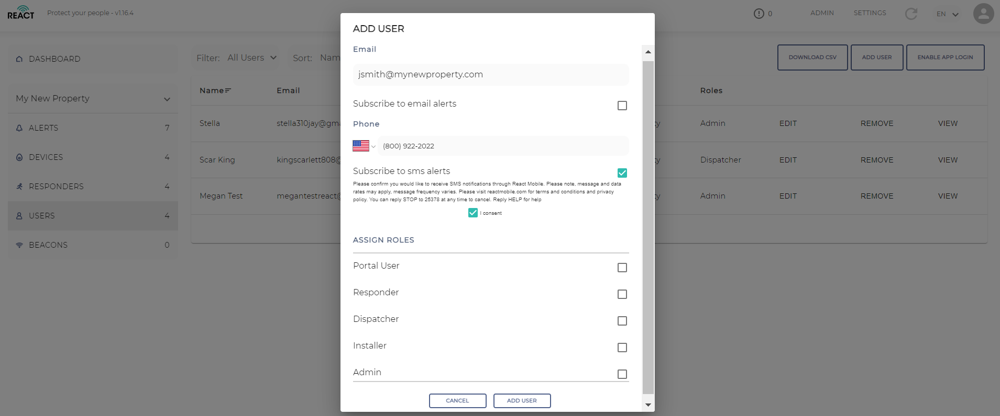 REACT
Protect your people - v1.16.4
0
ADMIN
SETTINGS
EN
DASHBOARD
My New Property
ALERTS 7
DEVICES 4
RESPONDERS 4
USERS 4
BEACONS 0
Filter: All Users
Sort: Nam
DOWNLOAD CSV
ADD USER
ENABLE APP LOGIN
Name Email Roles
Stella stella310jay@gma ty Admin EDIT REMOVE VIEW
Scar King kingscarlett808@ ty Dispatcher EDIT REMOVE VIEW
Megan Test megantestreact@ ty Admin EDIT REMOVE VIEW
ADD USER
Email
jsmith@mynewproperty.com
Subscribe to email alerts
Phone
(800) 922-2022
Subscribe to sms alerts
Please confirm you would like to receive SMS notifications through React Mobile. Please note, message and data
rates may apply, message frequency varies. Please visit reactmobile.com for terms and conditions and privacy
policy. You can reply STOP to 25378 at any time to cancel. Reply HELP for help
I consent
ASSIGN ROLES
Portal User
Responder
Dispatcher
Installer
Admin
CANCEL
ADD USER